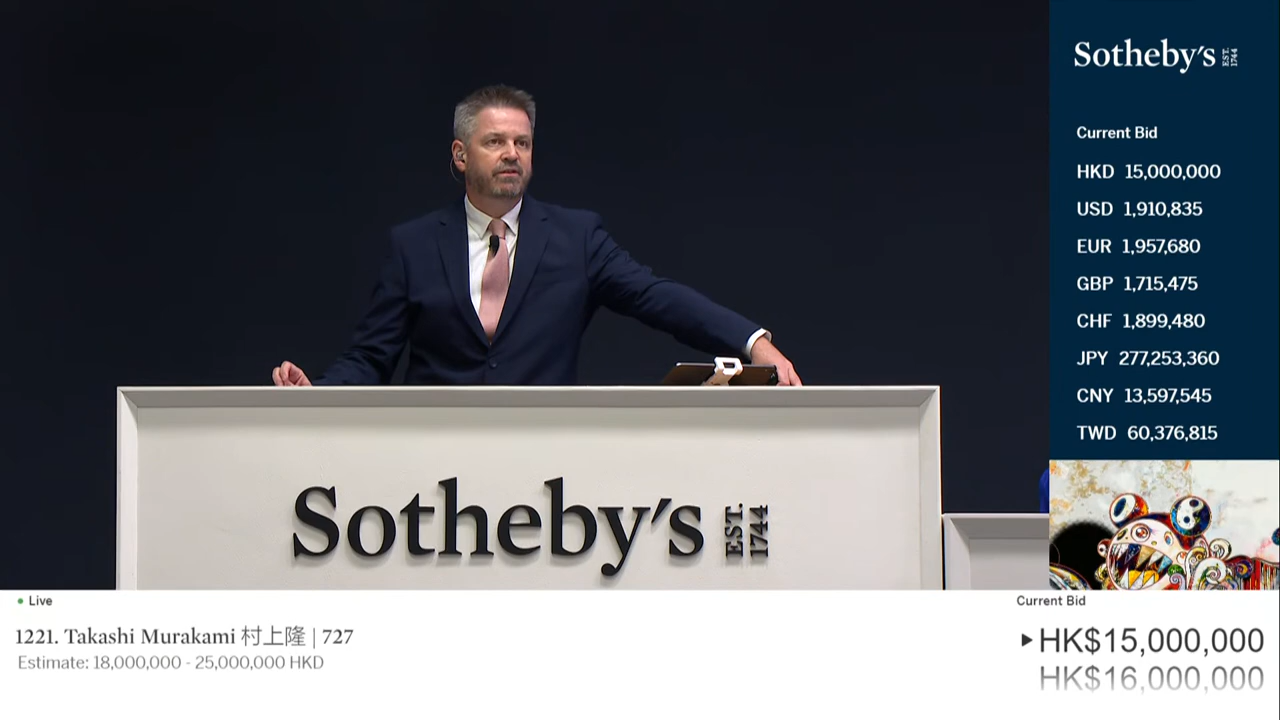 Sotheby's EST. 1744
Current Bid
HKD 15,000,000
USD 1,910,835
EUR 1,957,680
GBP 1,715,475
CHF 1,899,480
JPY 277,253,360
CNY 13,597,545
TWD 60,376,815
Sotheby's EST. 1744
Live
1221. Takashi Murakami 村上隆 | 727
Estimate: 18,000,000 - 25,000,000 HKD
Current Bid
HK$15,000,000
HK$16,000,000